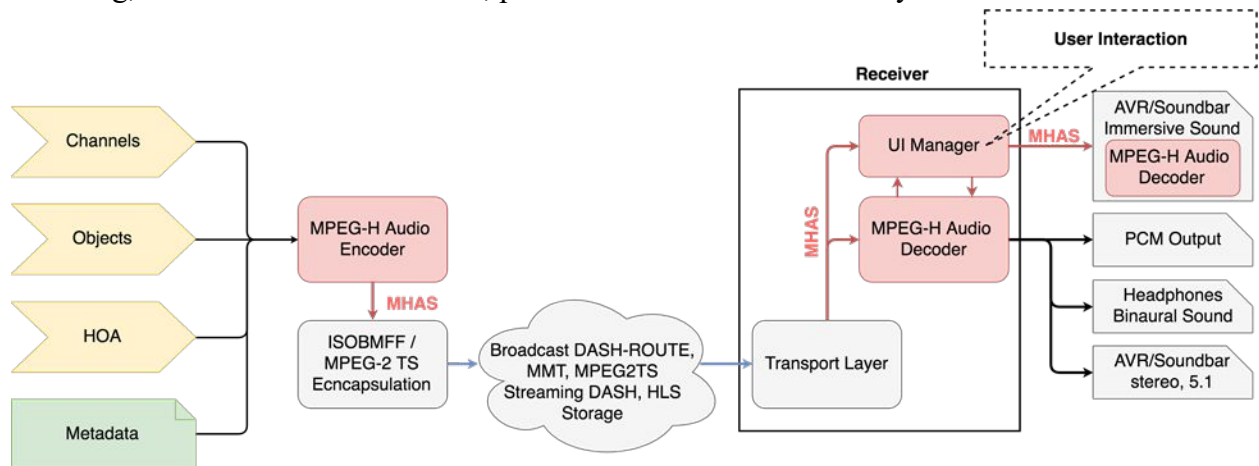 User Interaction
Receiver
Channels
Objects
HOA
Metadata
MPEG-H Audio
Encoder
MHAS
ISOBMFF /
MPEG-2 TS
Ecncapsulation
Broadcast DASH-ROUTE,
MMT, MPEG2TS
Streaming DASH, HLS
Storage
Transport Layer
MHAS
UI Manager
MPEG-H Audio
Decoder
MHAS
AVR/Soundbar
Immersive Sound
MPEG-H Audio
Decoder
PCM Output
Headphones
Binaural Sound
AVR/Soundbar
stereo, 5.1